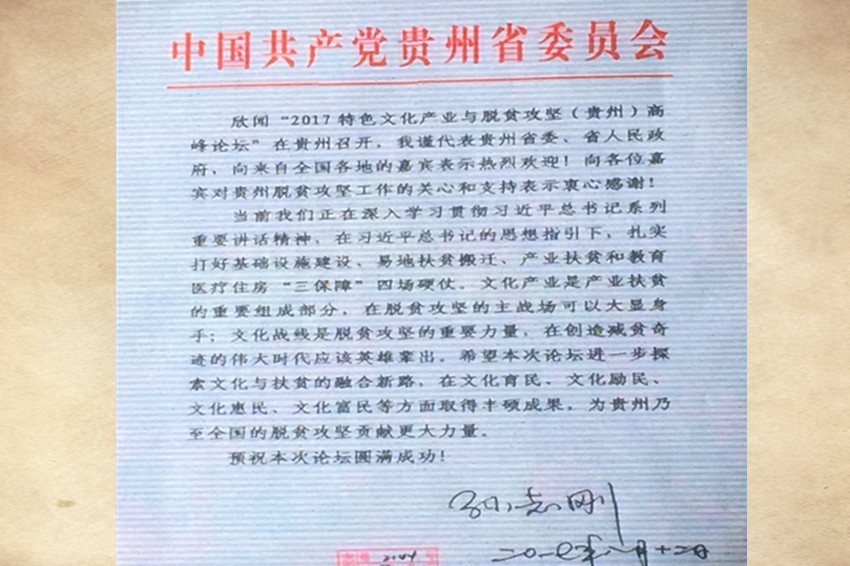 中国共产党贵州省委员会
欣闻“2017特色文化产业与脱贫攻坚（贵州）高
峰论坛”在贵州召开，我谨代表贵州省委、省人民政
府，向来自全国各地的嘉宾表示热烈欢迎！向各位嘉
宾对贵州脱贫攻坚工作的关心和支持表示衷心感谢！
当前我们正在深入学习贯彻习近平总书记系列
重要讲话精神，在习近平总书记的思想指引下，扎实
打好基础设施建设、易地扶贫搬迁、产业扶贫和教育
医疗住房“三保障”四场硬仗。文化产业是产业扶贫
的重要组成部分，在脱贫攻坚的主战场可以大显身
手；文化战线是脱贫攻坚的重要力量，在创造减贫奇
迹的伟大时代应该英雄辈出。希望本次论坛进一步探
索文化与扶贫的融合新路，在文化育民、文化励民、
文化惠民、文化富民等方面取得丰硕成果，为贵州乃
至全国的脱贫攻坚贡献更大力量。
预祝本次论坛圆满成功！
孙志刚
二〇一七年八月十二日